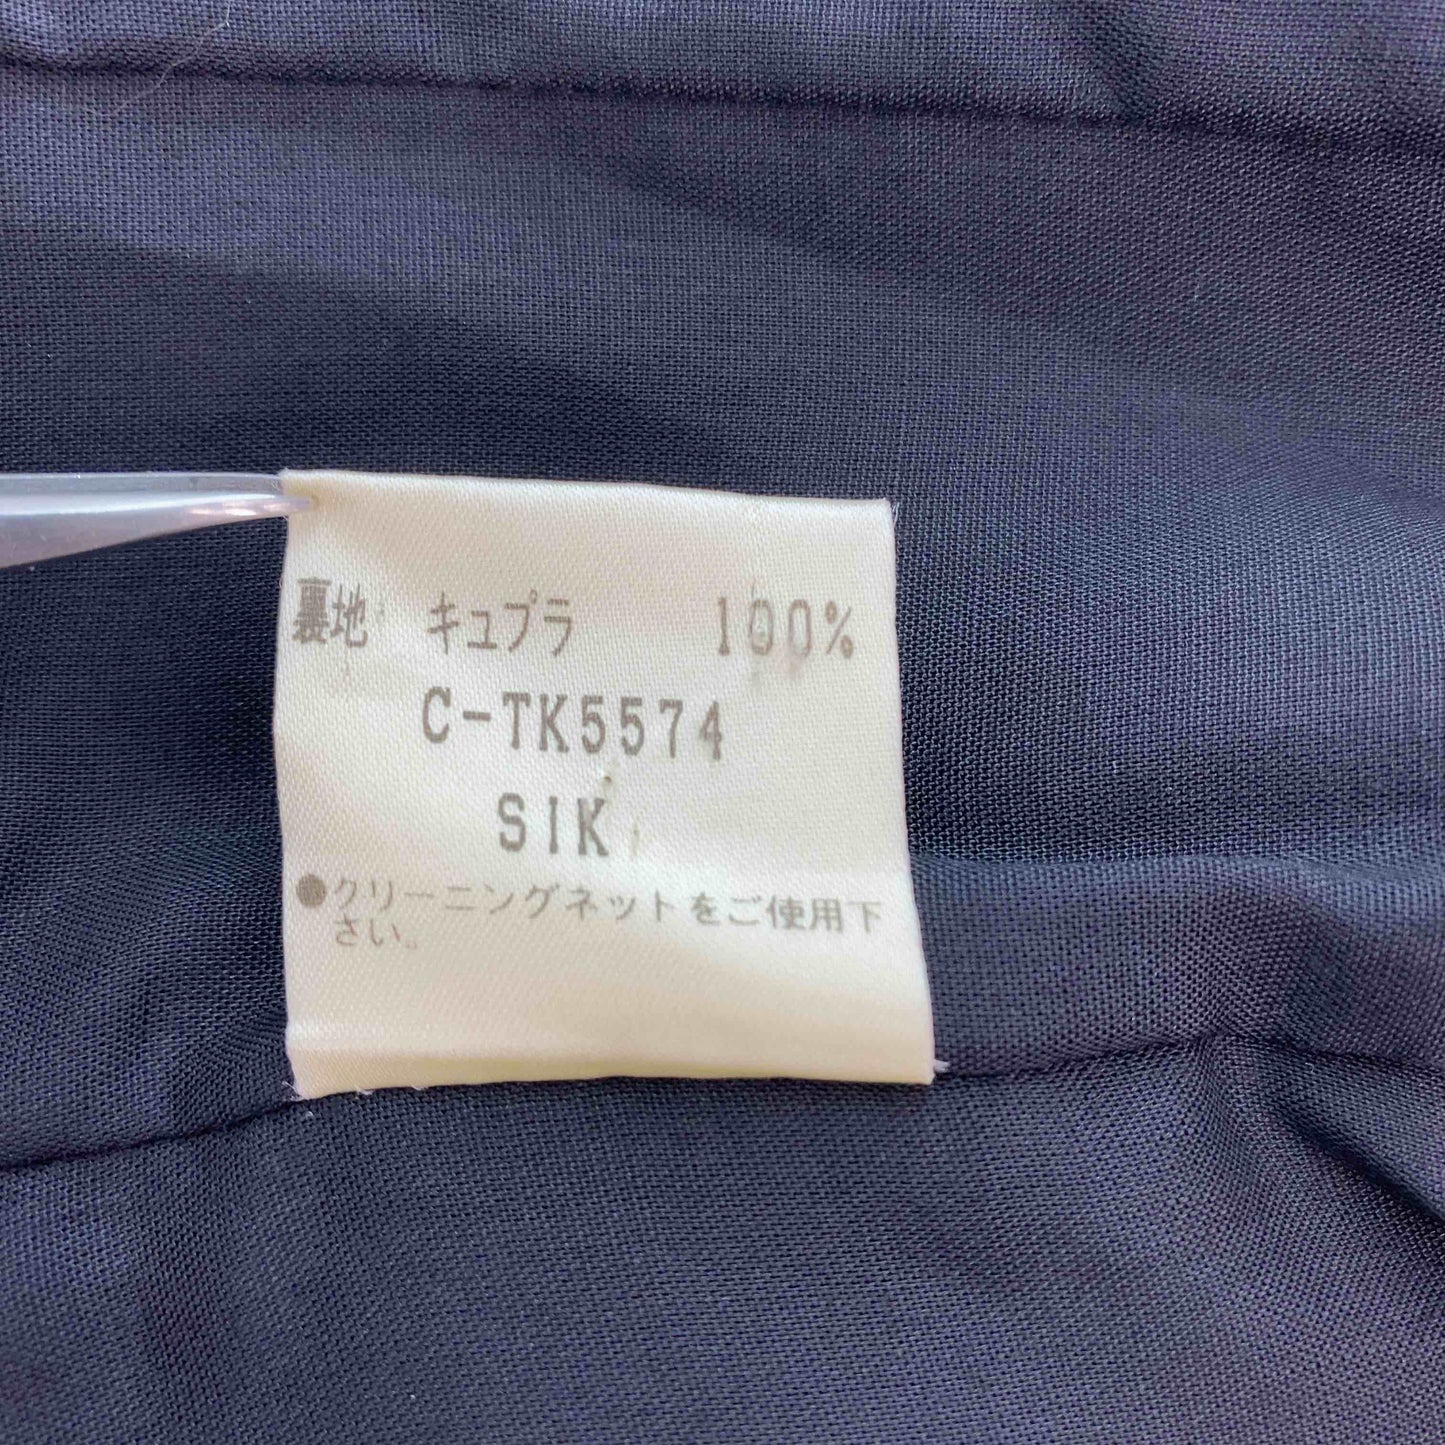 裏地 キュプラ 100%
C-TK5574
SIK
●クリーニングネットをご使用下
さい。